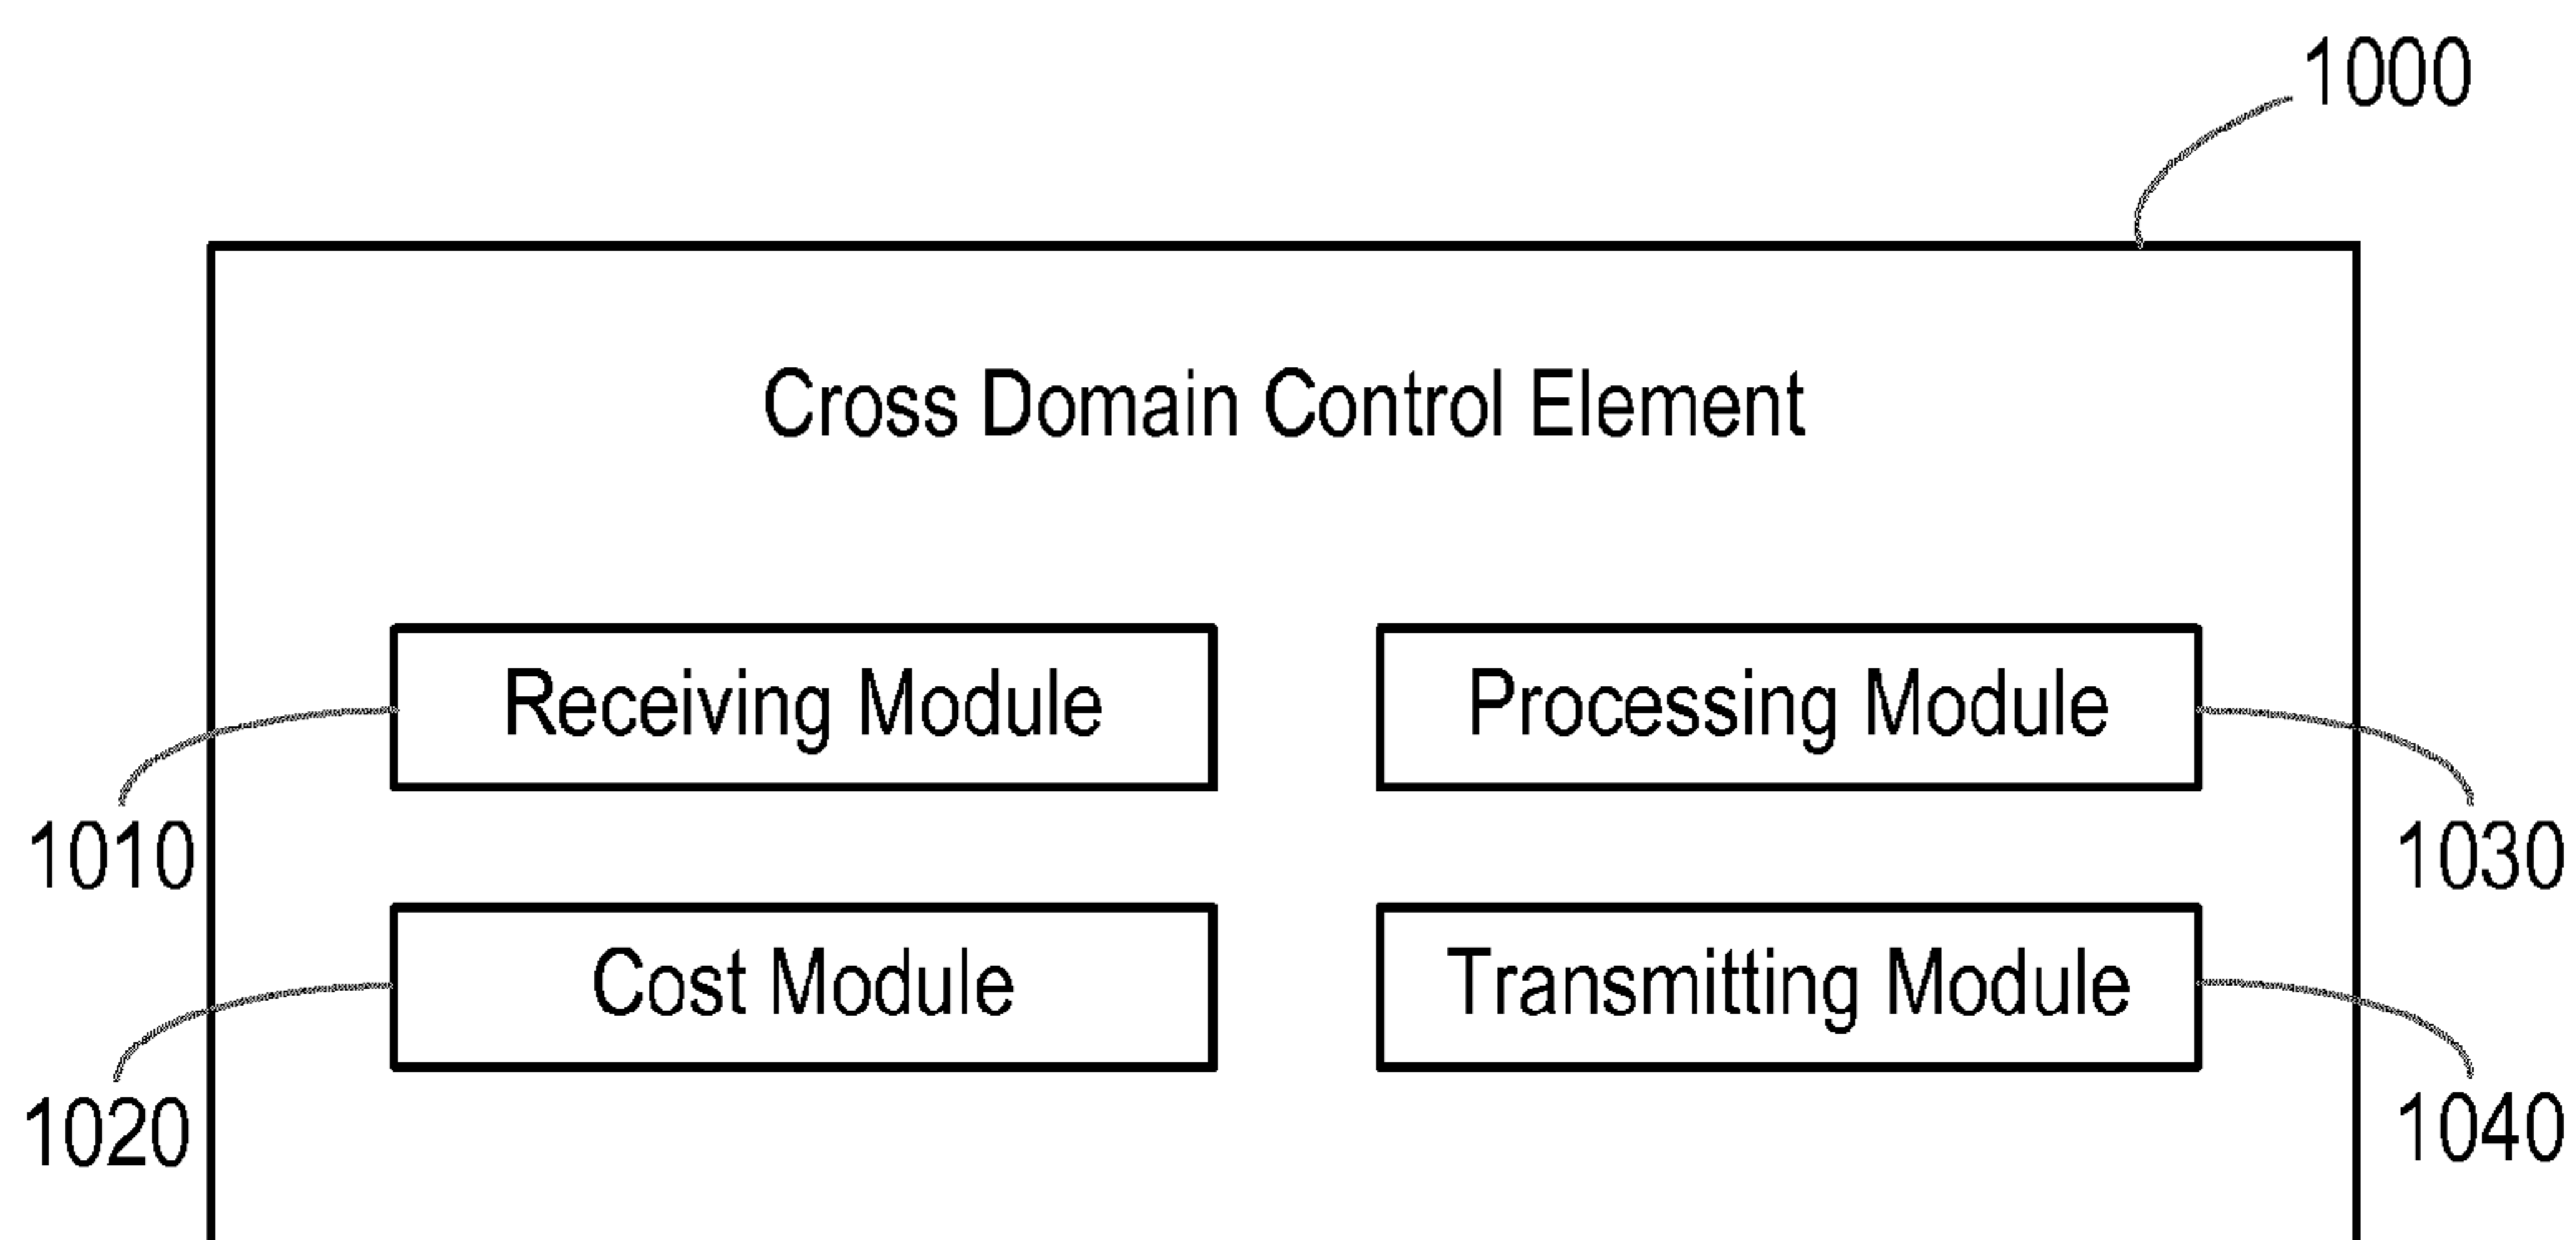 1000
Cross Domain Control Element
Receiving Module
Processing Module
1010
1030
Cost Module
Transmitting Module
1020
1040